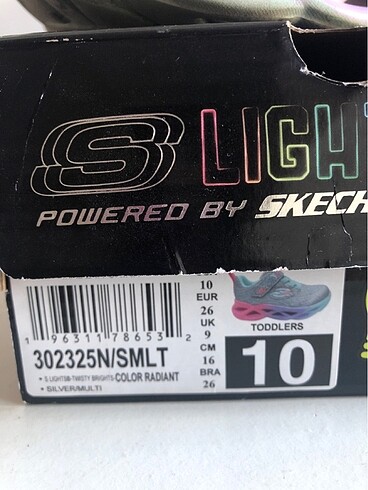 S LIGH
POWERED BY SKECH
10
EUR
26
UK
9
CM
16
BRA
26
TODDLERS
10
1 96311 78653 2
302325N/SMLT
• S LIGHTS®-TWISTY BRIGHTS-COLOR RADIANT
• SILVER/MULTI